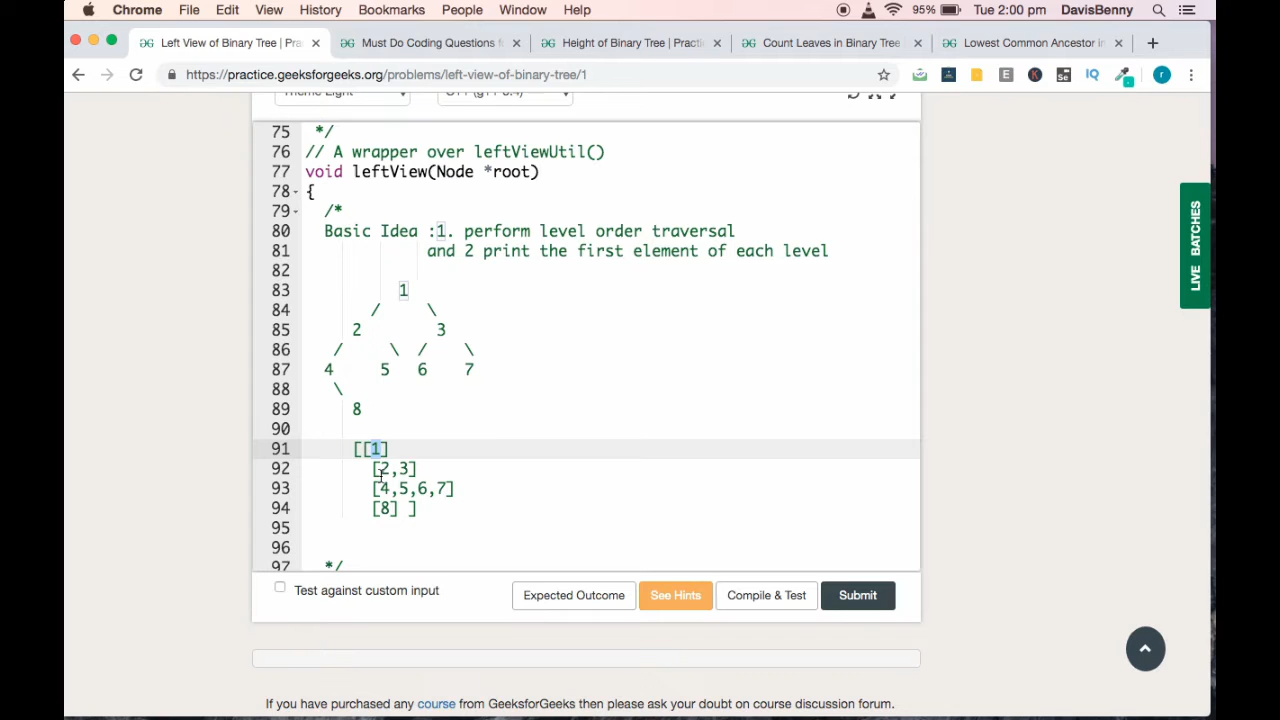 Chrome File Edit View History Bookmarks People Window Help 95% Tue 2:00 pm DavisBenny
Left View of Binary Tree | Pra Must Do Coding Questions f Height of Binary Tree | Practi Count Leaves in Binary Tree Lowest Common Ancestor in
https://practice.geeksforgeeks.org/problems/left-view-of-binary-tree/1 E K Se IQ r
75 */
76 // A wrapper over leftViewUtil()
77 void leftView(Node *root)
78 {
79 /*
80 Basic Idea :1. perform level order traversal
81 and 2 print the first element of each level
82
83 1
84 / \
85 2 3
86 / \ / \
87 4 5 6 7
88 \
89 8
90
91 [[1]
92 [2,3]
93 [4,5,6,7]
94 [8] ]
95
96
97 */
LIVE BATCHES
Test against custom input Expected Outcome See Hints Compile & Test Submit
If you have purchased any course from GeeksforGeeks then please ask your doubt on course discussion forum.